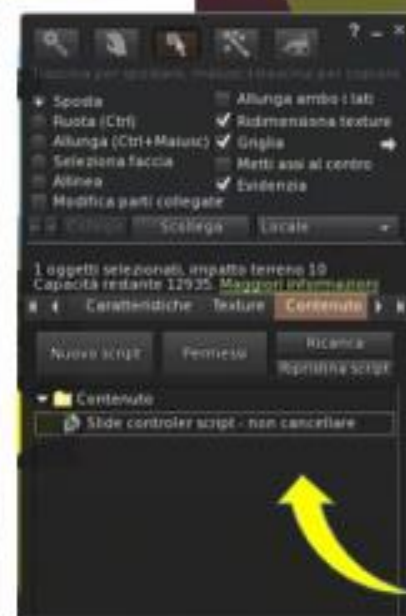 ? – ×
Sposta
Allunga ambo i lati
Ruota (Ctrl)
Ridimensiona texture
Allunga (Ctrl+Maiusc)
Griglia
Seleziona faccia
Metti assi al centro
Allinea
Evidenzia
Modifica parti collegate
Collega
Scollega
Locale
1 oggetti selezionati, impatto terreno 10
Capacità restante 12935. Maggiori informazioni
Caratteristiche Texture Contenuto
Nuovo script
Permessi
Ricarica
Ripristina script
Contenuto
Slide controler script - non cancellare